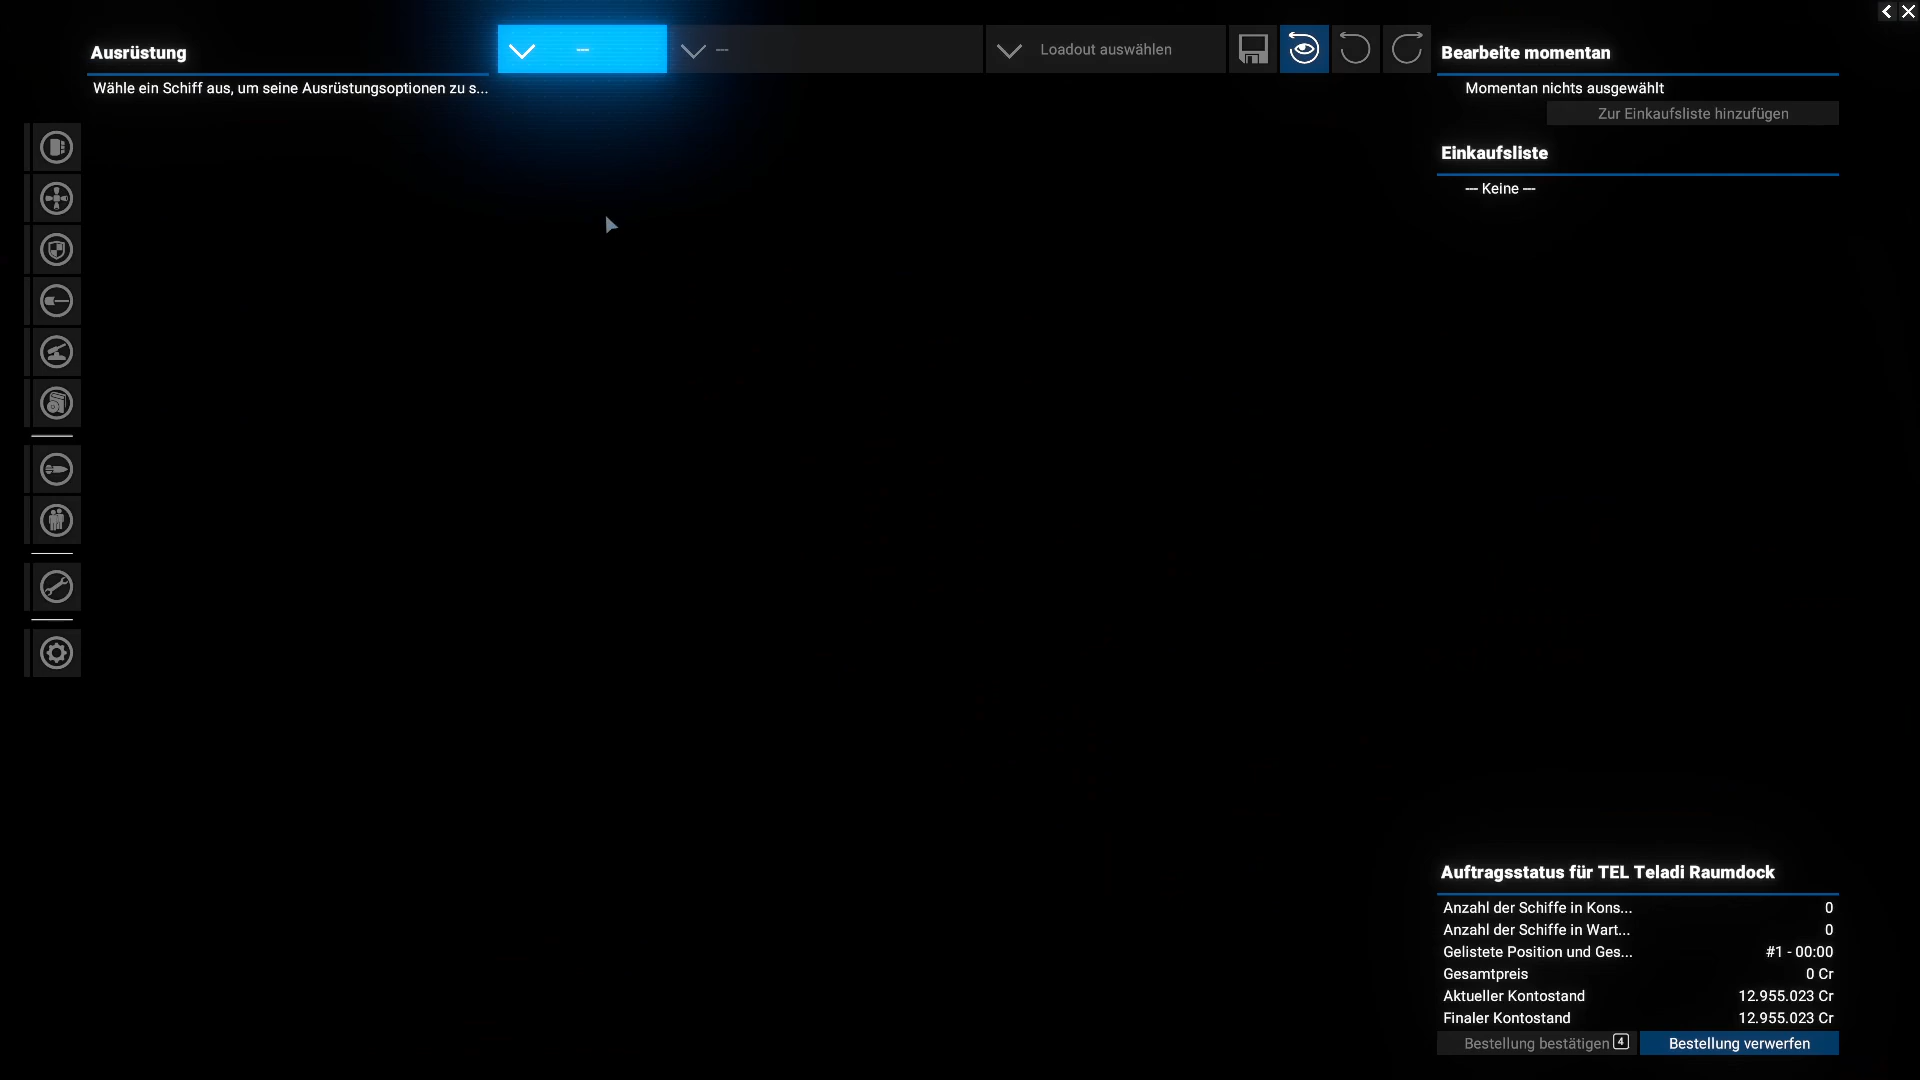 Ausrüstung
Wähle ein Schiff aus, um seine Ausrüstungsoptionen zu s...
---
---
Loadout auswählen
Bearbeite momentan
Momentan nichts ausgewählt
Zur Einkaufsliste hinzufügen
Einkaufsliste
--- Keine ---
Auftragsstatus für TEL Teladi Raumdock
Anzahl der Schiffe in Kons... 0
Anzahl der Schiffe in Wart... 0
Gelistete Position und Ges... #1 - 00:00
Gesamtpreis 0 Cr
Aktueller Kontostand 12.955.023 Cr
Finaler Kontostand 12.955.023 Cr
Bestellung bestätigen 4 Bestellung verwerfen